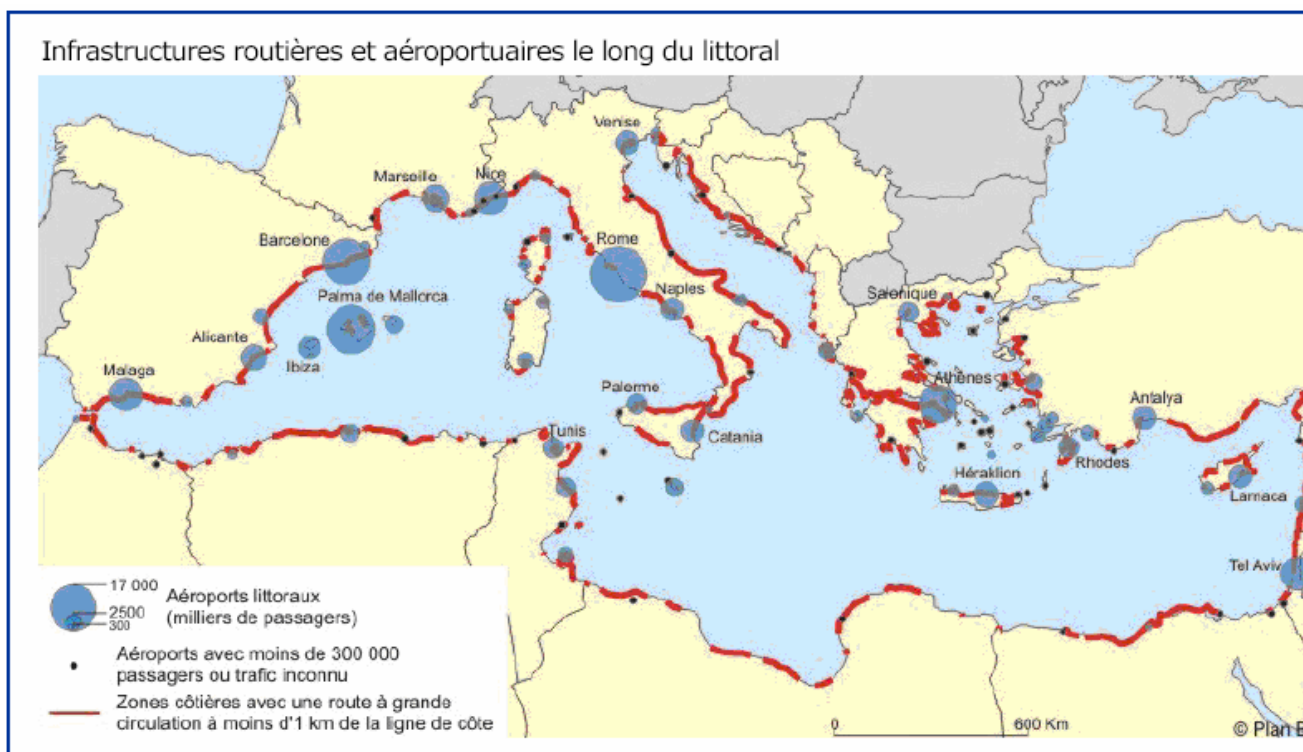 Infrastructures routières et aéroportuaires le long du littoral
Venise
Marseille
Nice
Barcelone
Rome
Palma de Mallorca
Naples
Salonique
Alicante
Ibiza
Malaga
Palerme
Athènes
Antalya
Tunis
Catania
Rhodes
Héraklion
Larnaca
Tel Aviv
17 000
2500
300
Aéroports littoraux
(milliers de passagers)
Aéroports avec moins de 300 000
passagers ou trafic inconnu
Zones côtières avec une route à grande
circulation à moins d'1 km de la ligne de côte
0
600 Km
© Plan B